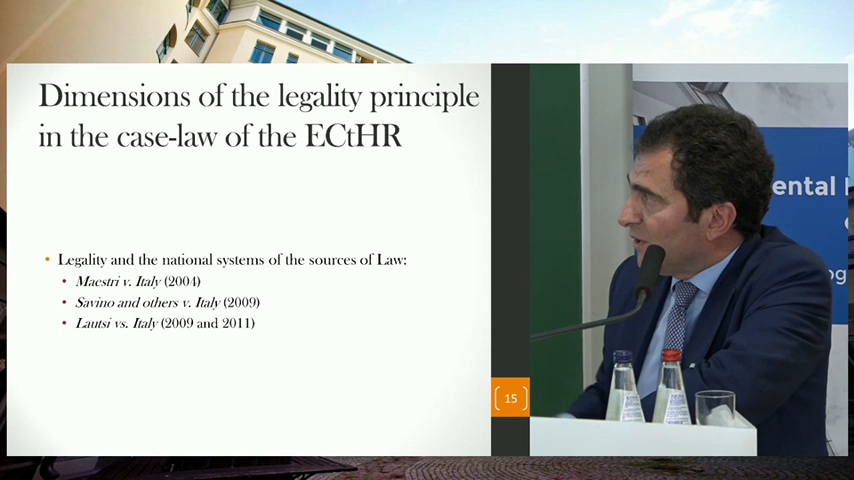 Dimensions of the legality principle
in the case-law of the ECtHR
• Legality and the national systems of the sources of Law:
• Maestri v. Italy (2004)
• Savino and others v. Italy (2009)
• Lautsi vs. Italy (2009 and 2011)
15
ental